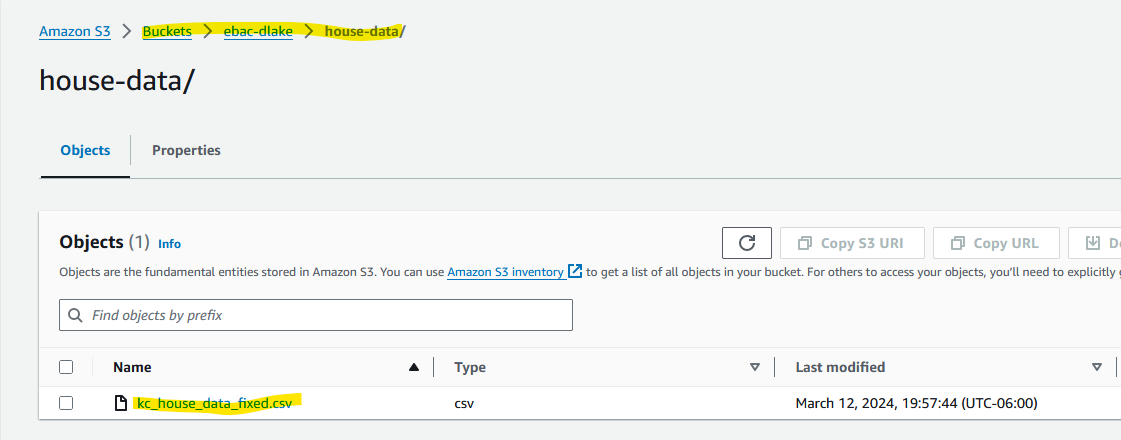 Amazon S3 > Buckets > ebac-dlake > house-data/
house-data/
Objects Properties
Objects (1) Info
Copy S3 URI Copy URL
Objects are the fundamental entities stored in Amazon S3. You can use Amazon S3 inventory to get a list of all objects in your bucket. For others to access your objects, you'll need to explicitly
Find objects by prefix
Name Type Last modified
kc_house_data_fixed.csv csv March 12, 2024, 19:57:44 (UTC-06:00)